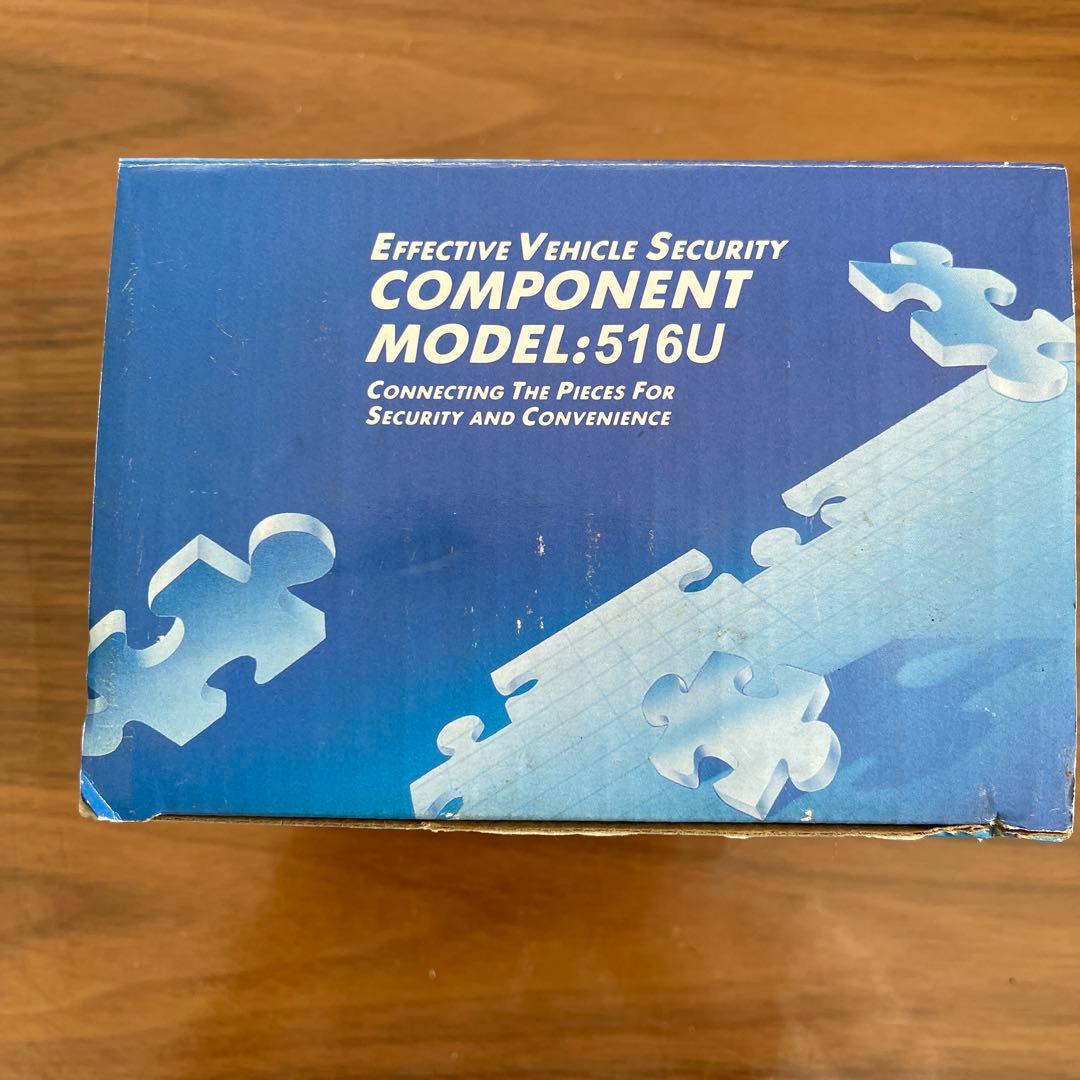 EFFECTIVE VEHICLE SECURITY
COMPONENT
MODEL:516U
CONNECTING THE PIECES FOR
SECURITY AND CONVENIENCE